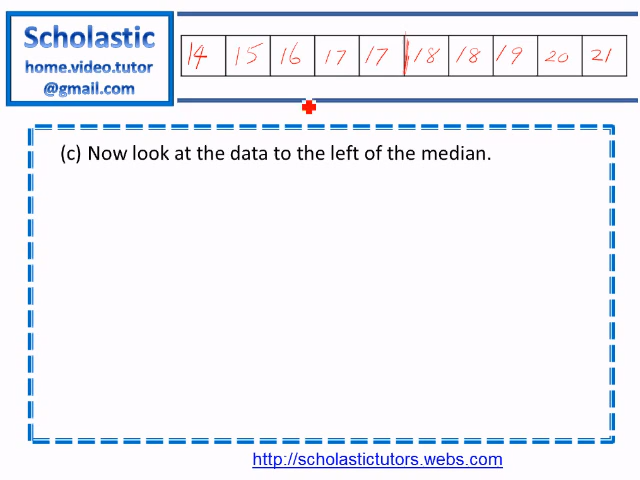 Scholastic
home.video.tutor
@gmail.com
14 15 16 17 17 18 18 19 20 21
(c) Now look at the data to the left of the median.
http://scholastictutors.webs.com